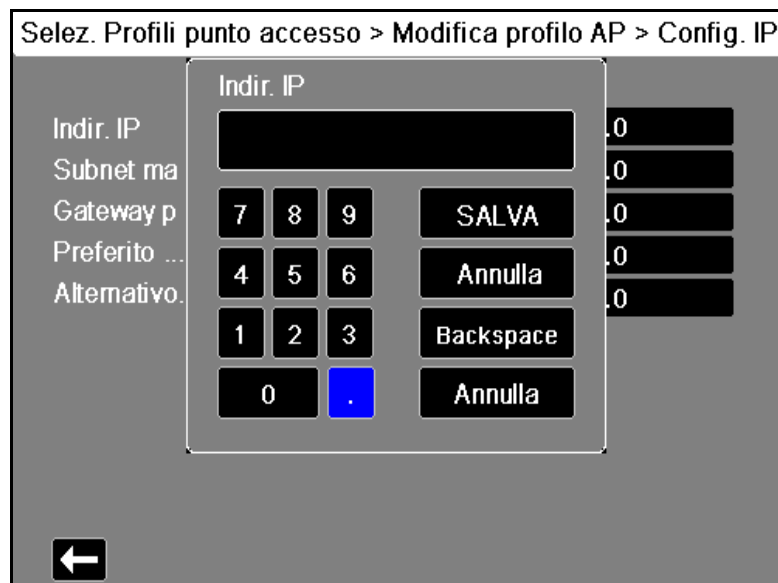 Selez. Profili punto accesso > Modifica profilo AP > Config. IP
Indir. IP
Indir. IP
.0
Subnet ma
.0
Gateway p
.0
Preferito ...
.0
Alternativo.
.0
7 8 9 SALVA
4 5 6 Annulla
1 2 3 Backspace
0 . Annulla